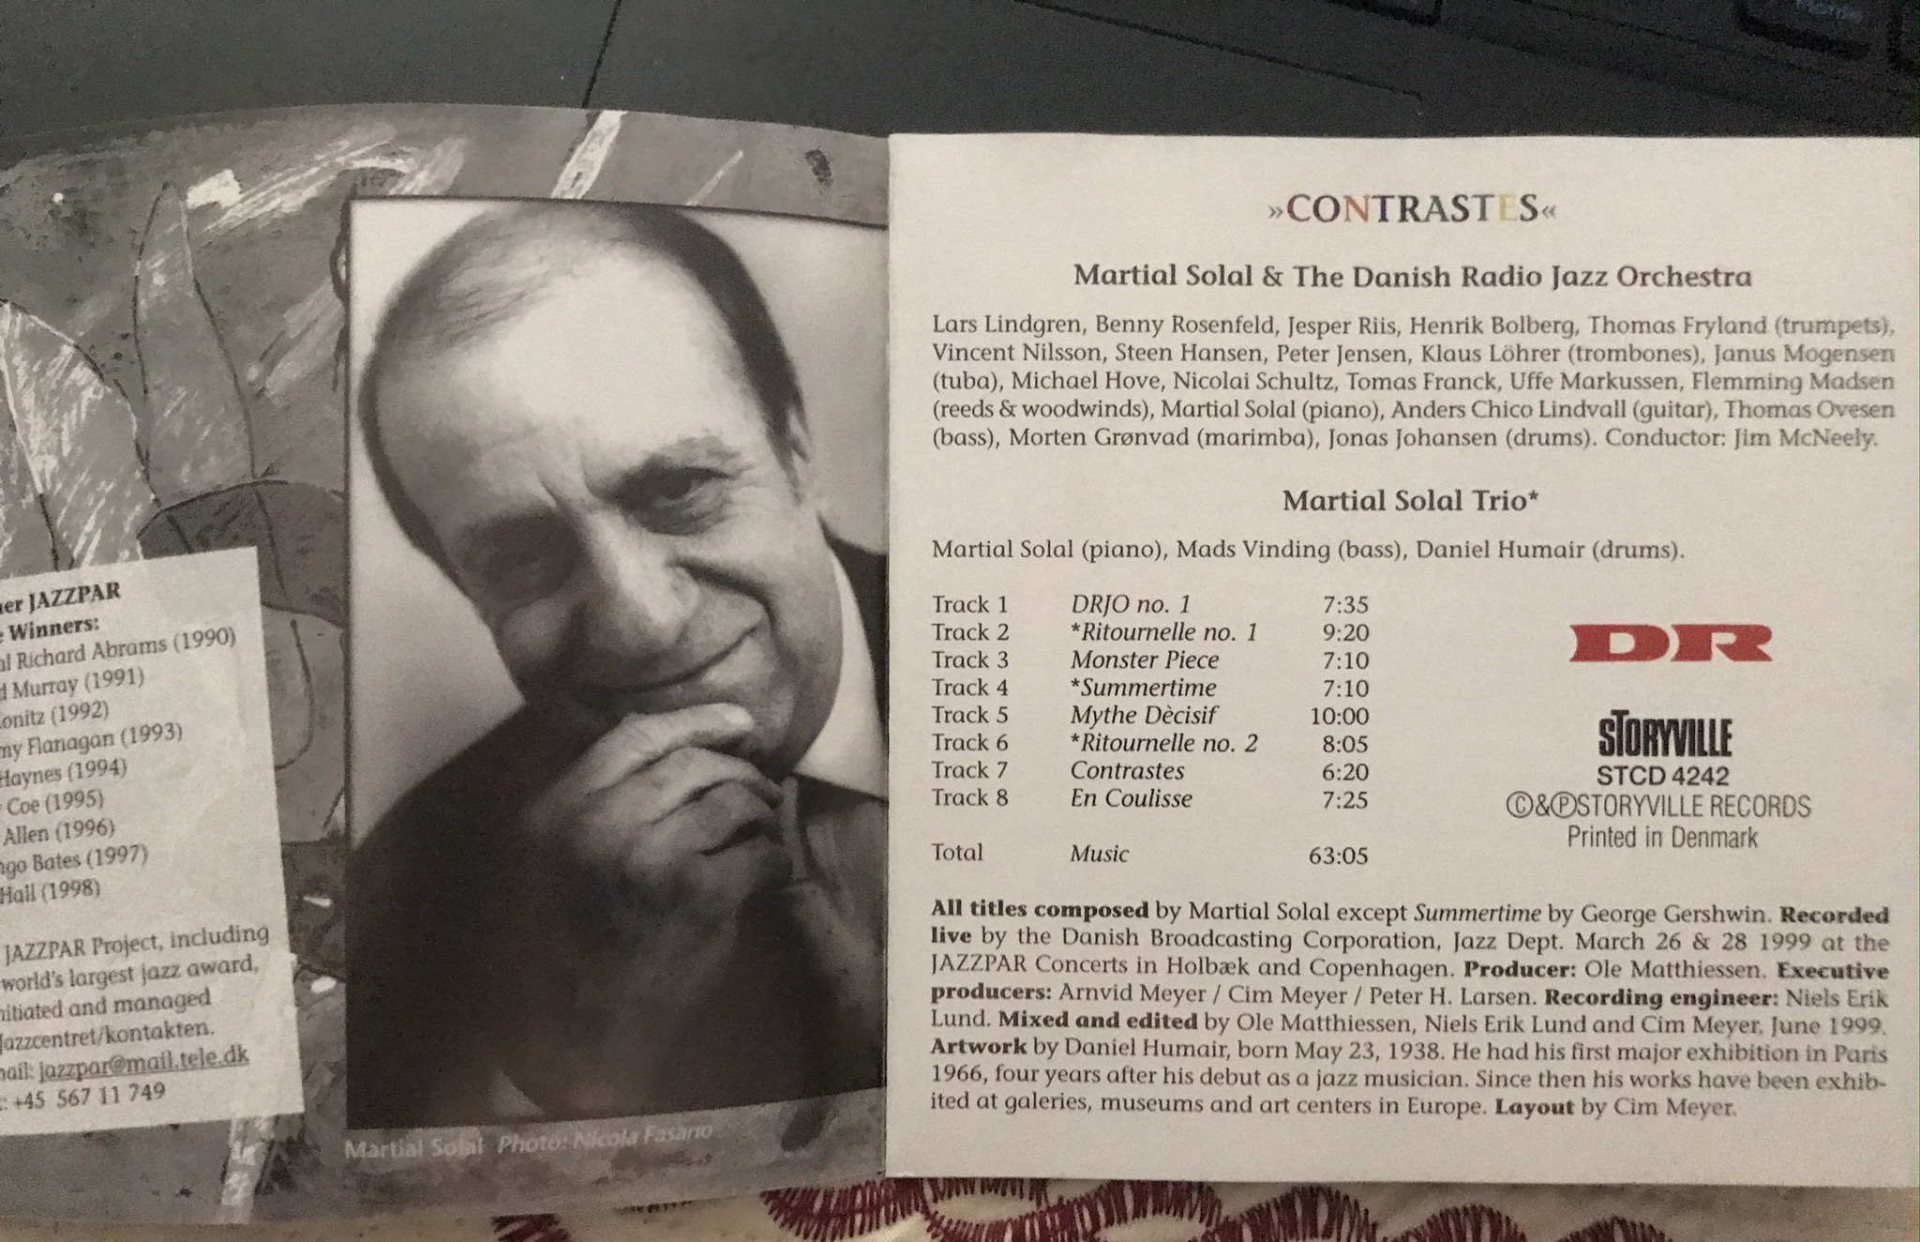 JAZZPAR
Winners:
Richard Abrams (1990)
Murray (1991)
(1992)
Flanagan (1993)
Haynes (1994)
Coe (1995)
Allen (1996)
Bates (1997)
Hall (1998)
JAZZPAR Project, including
world's largest jazz award,
and managed
Jazzcentret/kontakten.
jazzpar@mail.tele.dk
+45 567 11 749
Martial Solal Photo: Nicola Fasano
»CONTRASTES«
Martial Solal & The Danish Radio Jazz Orchestra
Lars Lindgren, Benny Rosenfeld, Jesper Riis, Henrik Bolberg, Thomas Fryland (trumpets),
Vincent Nilsson, Steen Hansen, Peter Jensen, Klaus Löhrer (trombones), Janus Mogensen
(tuba), Michael Hove, Nicolai Schultz, Tomas Franck, Uffe Markussen, Flemming Madsen
(reeds & woodwinds), Martial Solal (piano), Anders Chico Lindvall (guitar), Thomas Ovesen
(bass), Morten Grønvad (marimba), Jonas Johansen (drums). Conductor: Jim McNeely.
Martial Solal Trio*
Martial Solal (piano), Mads Vinding (bass), Daniel Humair (drums).
Track 1 DRJO no. 1 7:35
Track 2 *Ritournelle no. 1 9:20
Track 3 Monster Piece 7:10
Track 4 *Summertime 7:10
Track 5 Mythe Dècisif 10:00
Track 6 *Ritournelle no. 2 8:05
Track 7 Contrastes 6:20
Track 8 En Coulisse 7:25
Total Music 63:05
DR
STORYVILLE
STCD 4242
©&℗STORYVILLE RECORDS
Printed in Denmark
All titles composed by Martial Solal except Summertime by George Gershwin. Recorded
live by the Danish Broadcasting Corporation, Jazz Dept. March 26 & 28 1999 at the
JAZZPAR Concerts in Holbæk and Copenhagen. Producer: Ole Matthiessen. Executive
producers: Arnvid Meyer / Cim Meyer / Peter H. Larsen. Recording engineer: Niels Erik
Lund. Mixed and edited by Ole Matthiessen, Niels Erik Lund and Cim Meyer, June 1999.
Artwork by Daniel Humair, born May 23, 1938. He had his first major exhibition in Paris
1966, four years after his debut as a jazz musician. Since then his works have been exhib-
ited at galeries, museums and art centers in Europe. Layout by Cim Meyer.